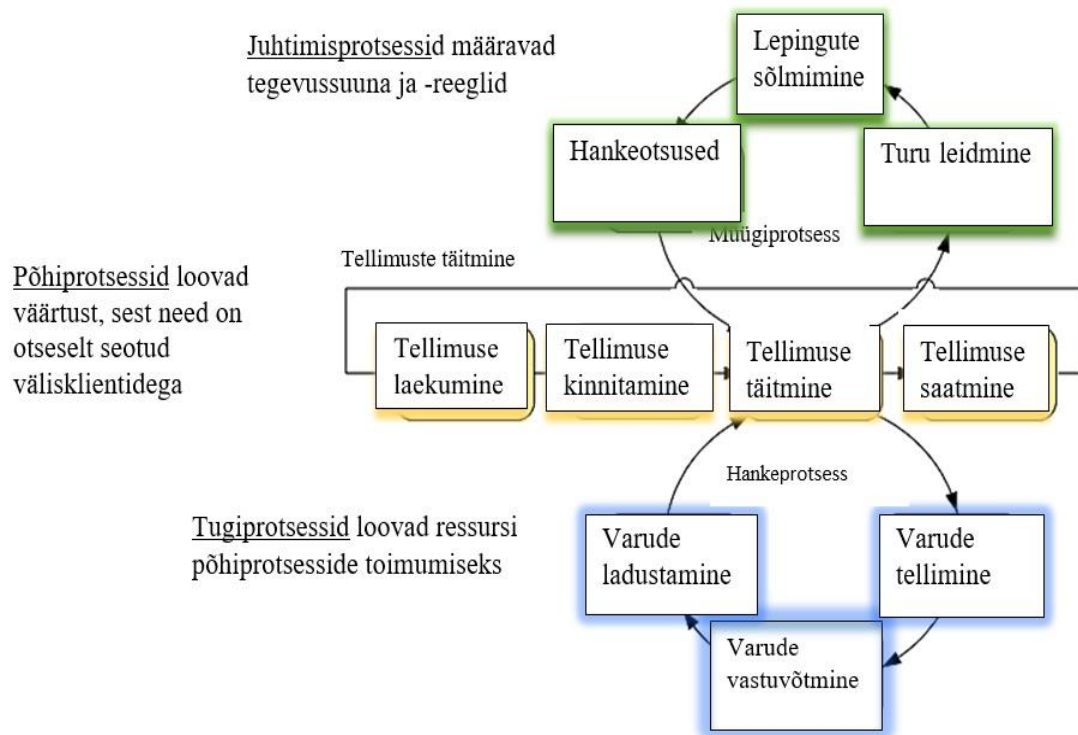 Juhtimisprotsessid määravad
tegevussuuna ja -reeglid
Lepingute
sõlmimine
Hankeotsused
Turu leidmine
Müügiprotsess
Tellimuste täitmine
Põhiprotsessid loovad
väärtust, sest need on
otseselt seotud
välisklientidega
Tellimuse
laekumine
Tellimuse
kinnitamine
Tellimuse
täitmine
Tellimuse
saatmine
Hankeprotsess
Tugiprotsessid loovad ressursi
põhiprotsesside toimumiseks
Varude
ladustamine
Varude
tellimine
Varude
vastuvõtmine